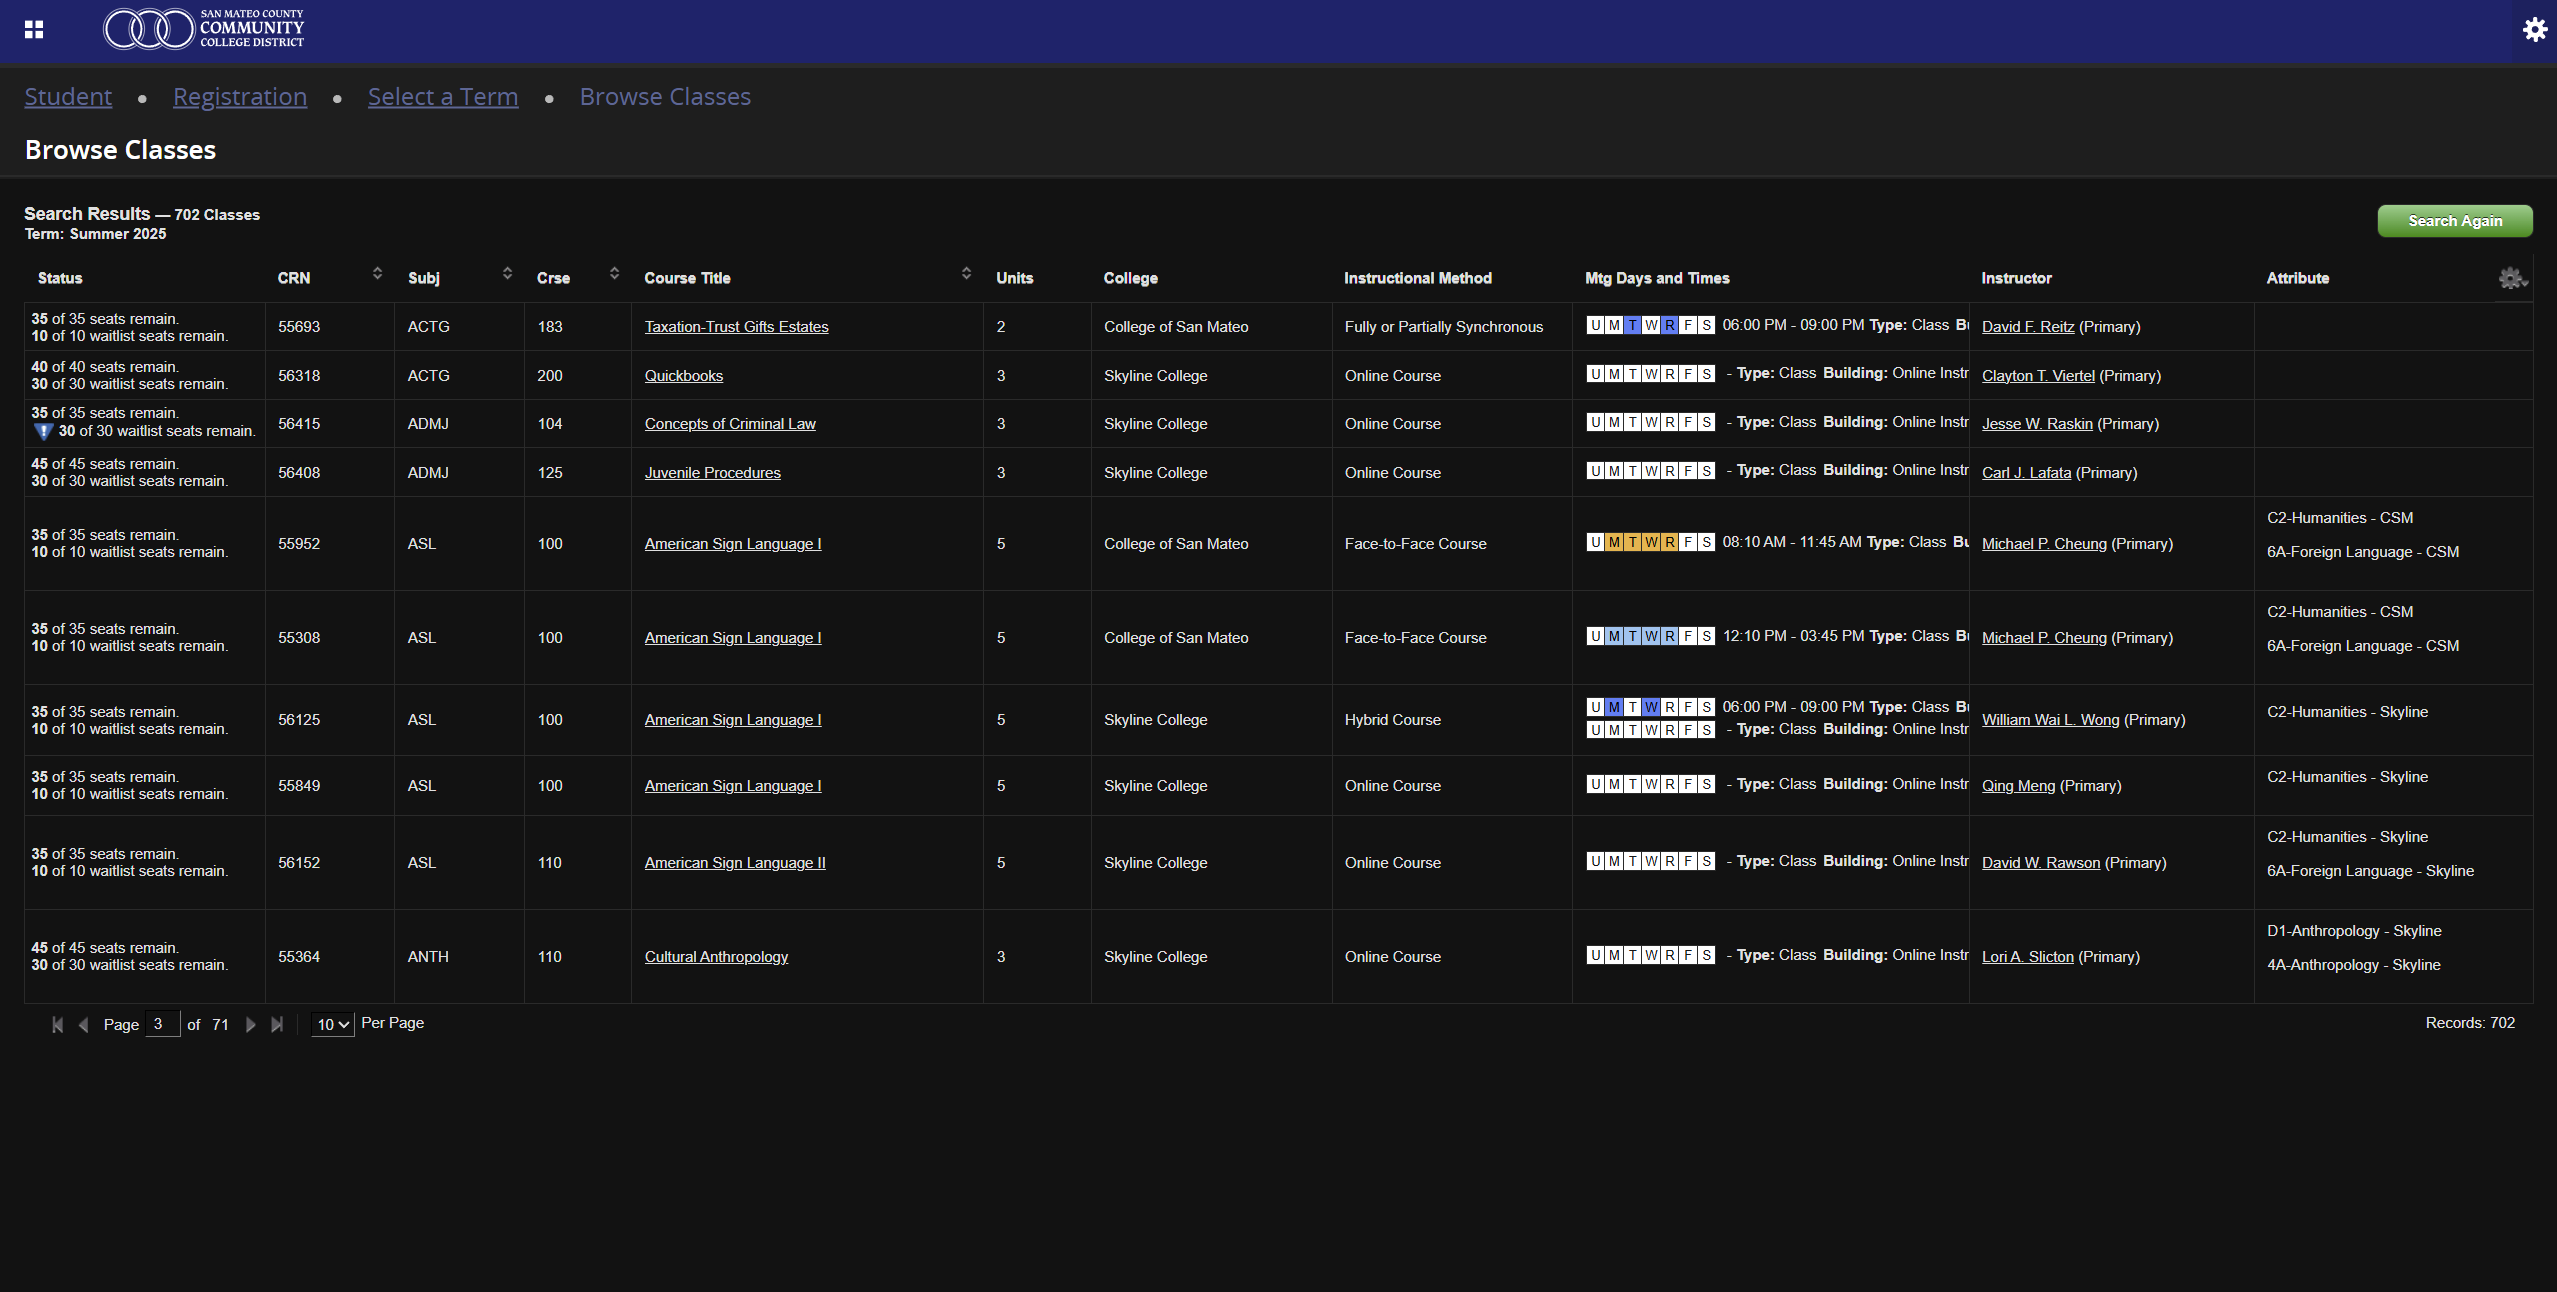 SAN MATEO COUNTY
COMMUNITY
COLLEGE DISTRICT
Student • Registration • Select a Term • Browse Classes
Browse Classes
Search Results — 702 Classes
Term: Summer 2025
Search Again
Status CRN Subj Crse Course Title Units College Instructional Method Mtg Days and Times Instructor Attribute
35 of 35 seats remain.
10 of 10 waitlist seats remain.
55693 ACTG 183 Taxation-Trust Gifts Estates 2 College of San Mateo Fully or Partially Synchronous U M T W R F S 06:00 PM - 09:00 PM Type: Class Bu David F. Reitz (Primary)
40 of 40 seats remain.
30 of 30 waitlist seats remain.
56318 ACTG 200 Quickbooks 3 Skyline College Online Course U M T W R F S - Type: Class Building: Online Instr Clayton T. Viertel (Primary)
35 of 35 seats remain.
30 of 30 waitlist seats remain.
56415 ADMJ 104 Concepts of Criminal Law 3 Skyline College Online Course U M T W R F S - Type: Class Building: Online Instr Jesse W. Raskin (Primary)
45 of 45 seats remain.
30 of 30 waitlist seats remain.
56408 ADMJ 125 Juvenile Procedures 3 Skyline College Online Course U M T W R F S - Type: Class Building: Online Instr Carl J. Lafata (Primary)
35 of 35 seats remain.
10 of 10 waitlist seats remain.
55952 ASL 100 American Sign Language I 5 College of San Mateo Face-to-Face Course U M T W R F S 08:10 AM - 11:45 AM Type: Class Bu Michael P. Cheung (Primary)
C2-Humanities - CSM
6A-Foreign Language - CSM
35 of 35 seats remain.
10 of 10 waitlist seats remain.
55308 ASL 100 American Sign Language I 5 College of San Mateo Face-to-Face Course U M T W R F S 12:10 PM - 03:45 PM Type: Class Bu Michael P. Cheung (Primary)
C2-Humanities - CSM
6A-Foreign Language - CSM
35 of 35 seats remain.
10 of 10 waitlist seats remain.
56125 ASL 100 American Sign Language I 5 Skyline College Hybrid Course
U M T W R F S 06:00 PM - 09:00 PM Type: Class Bu
U M T W R F S - Type: Class Building: Online Instr
William Wai L. Wong (Primary) C2-Humanities - Skyline
35 of 35 seats remain.
10 of 10 waitlist seats remain.
55849 ASL 100 American Sign Language I 5 Skyline College Online Course U M T W R F S - Type: Class Building: Online Instr Qing Meng (Primary) C2-Humanities - Skyline
35 of 35 seats remain.
10 of 10 waitlist seats remain.
56152 ASL 110 American Sign Language II 5 Skyline College Online Course U M T W R F S - Type: Class Building: Online Instr David W. Rawson (Primary)
C2-Humanities - Skyline
6A-Foreign Language - Skyline
45 of 45 seats remain.
30 of 30 waitlist seats remain.
55364 ANTH 110 Cultural Anthropology 3 Skyline College Online Course U M T W R F S - Type: Class Building: Online Instr Lori A. Slicton (Primary)
D1-Anthropology - Skyline
4A-Anthropology - Skyline
Page 3 of 71 10 Per Page Records: 702